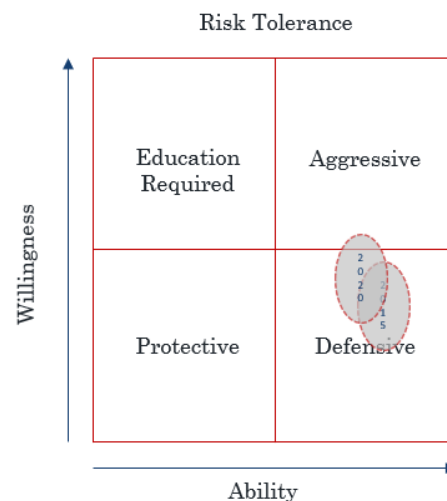 Risk Tolerance
Willingness
Education
Required
Aggressive
2
0
2
0
2
0
1
5
Protective
Defensive
Ability